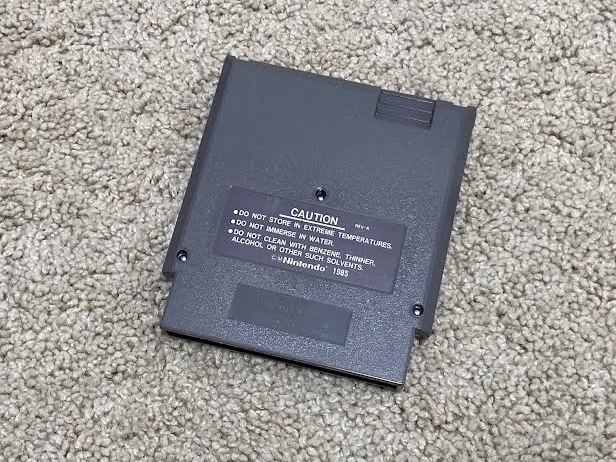 CAUTION REV-A
•DO NOT STORE IN EXTREME TEMPERATURES.
•DO NOT IMMERSE IN WATER.
•DO NOT CLEAN WITH BENZENE, THINNER,
ALCOHOL OR OTHER SUCH SOLVENTS.
©Nintendo® 1985